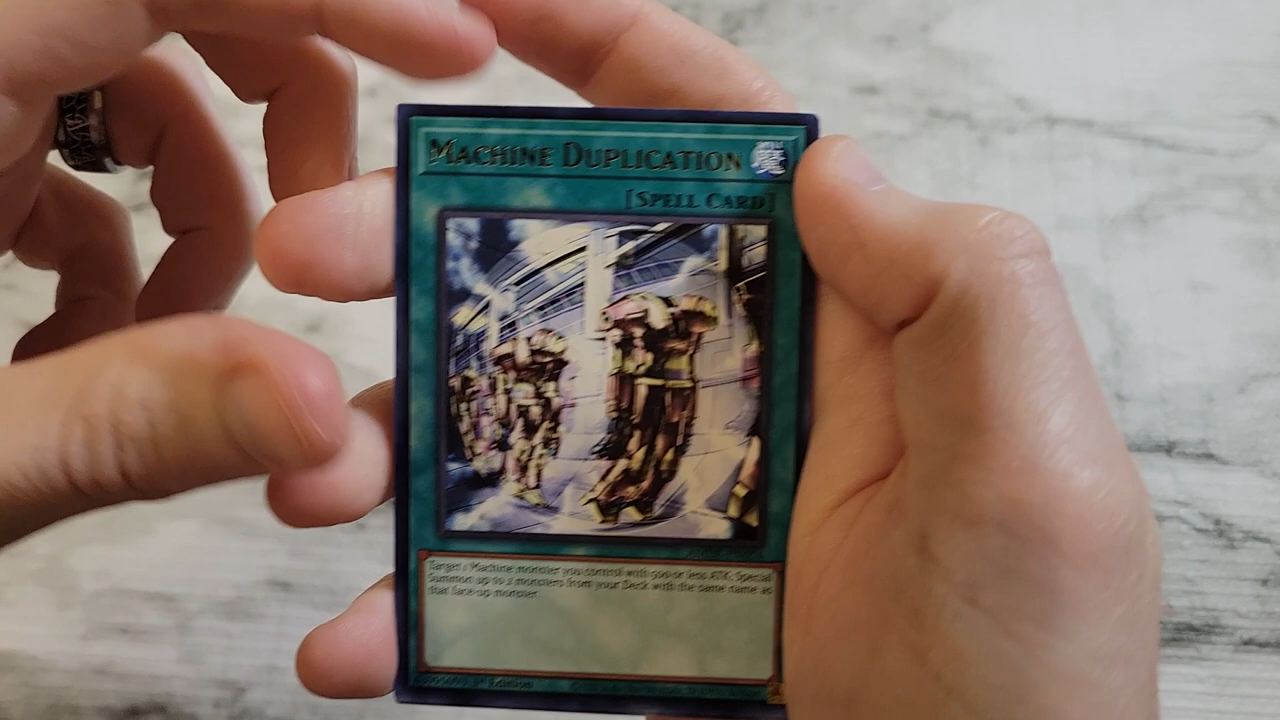 MACHINE DUPLICATION
[SPELL CARD]
Target 1 Machine monster you control with 500 or less ATK; Special
Summon up to 2 monsters from your Deck with the same name as
that face-up monster.
1st Edition